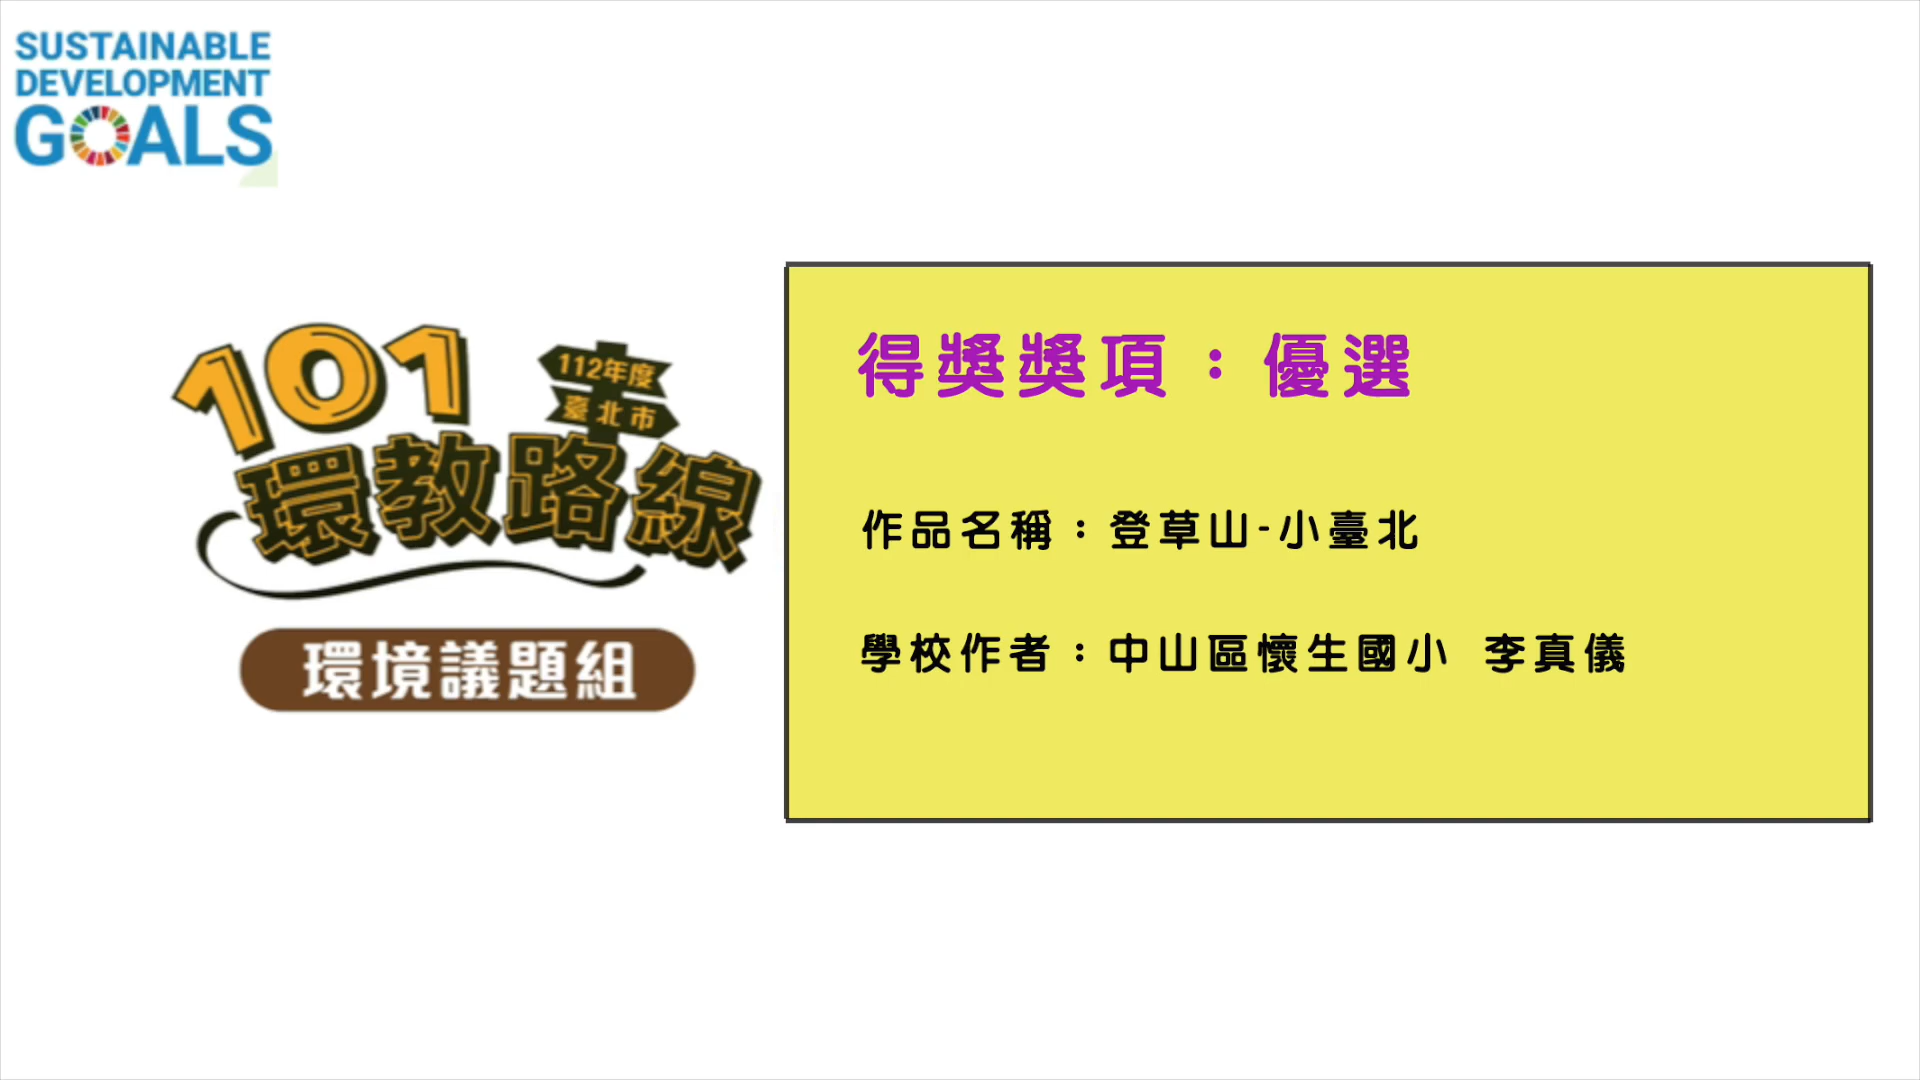 SUSTAINABLE
DEVELOPMENT
GOALS
101
112年度
臺北市
環教路線
環境議題組
得獎獎項：優選
作品名稱：登草山-小臺北
學校作者：中山區懷生國小 李真儀